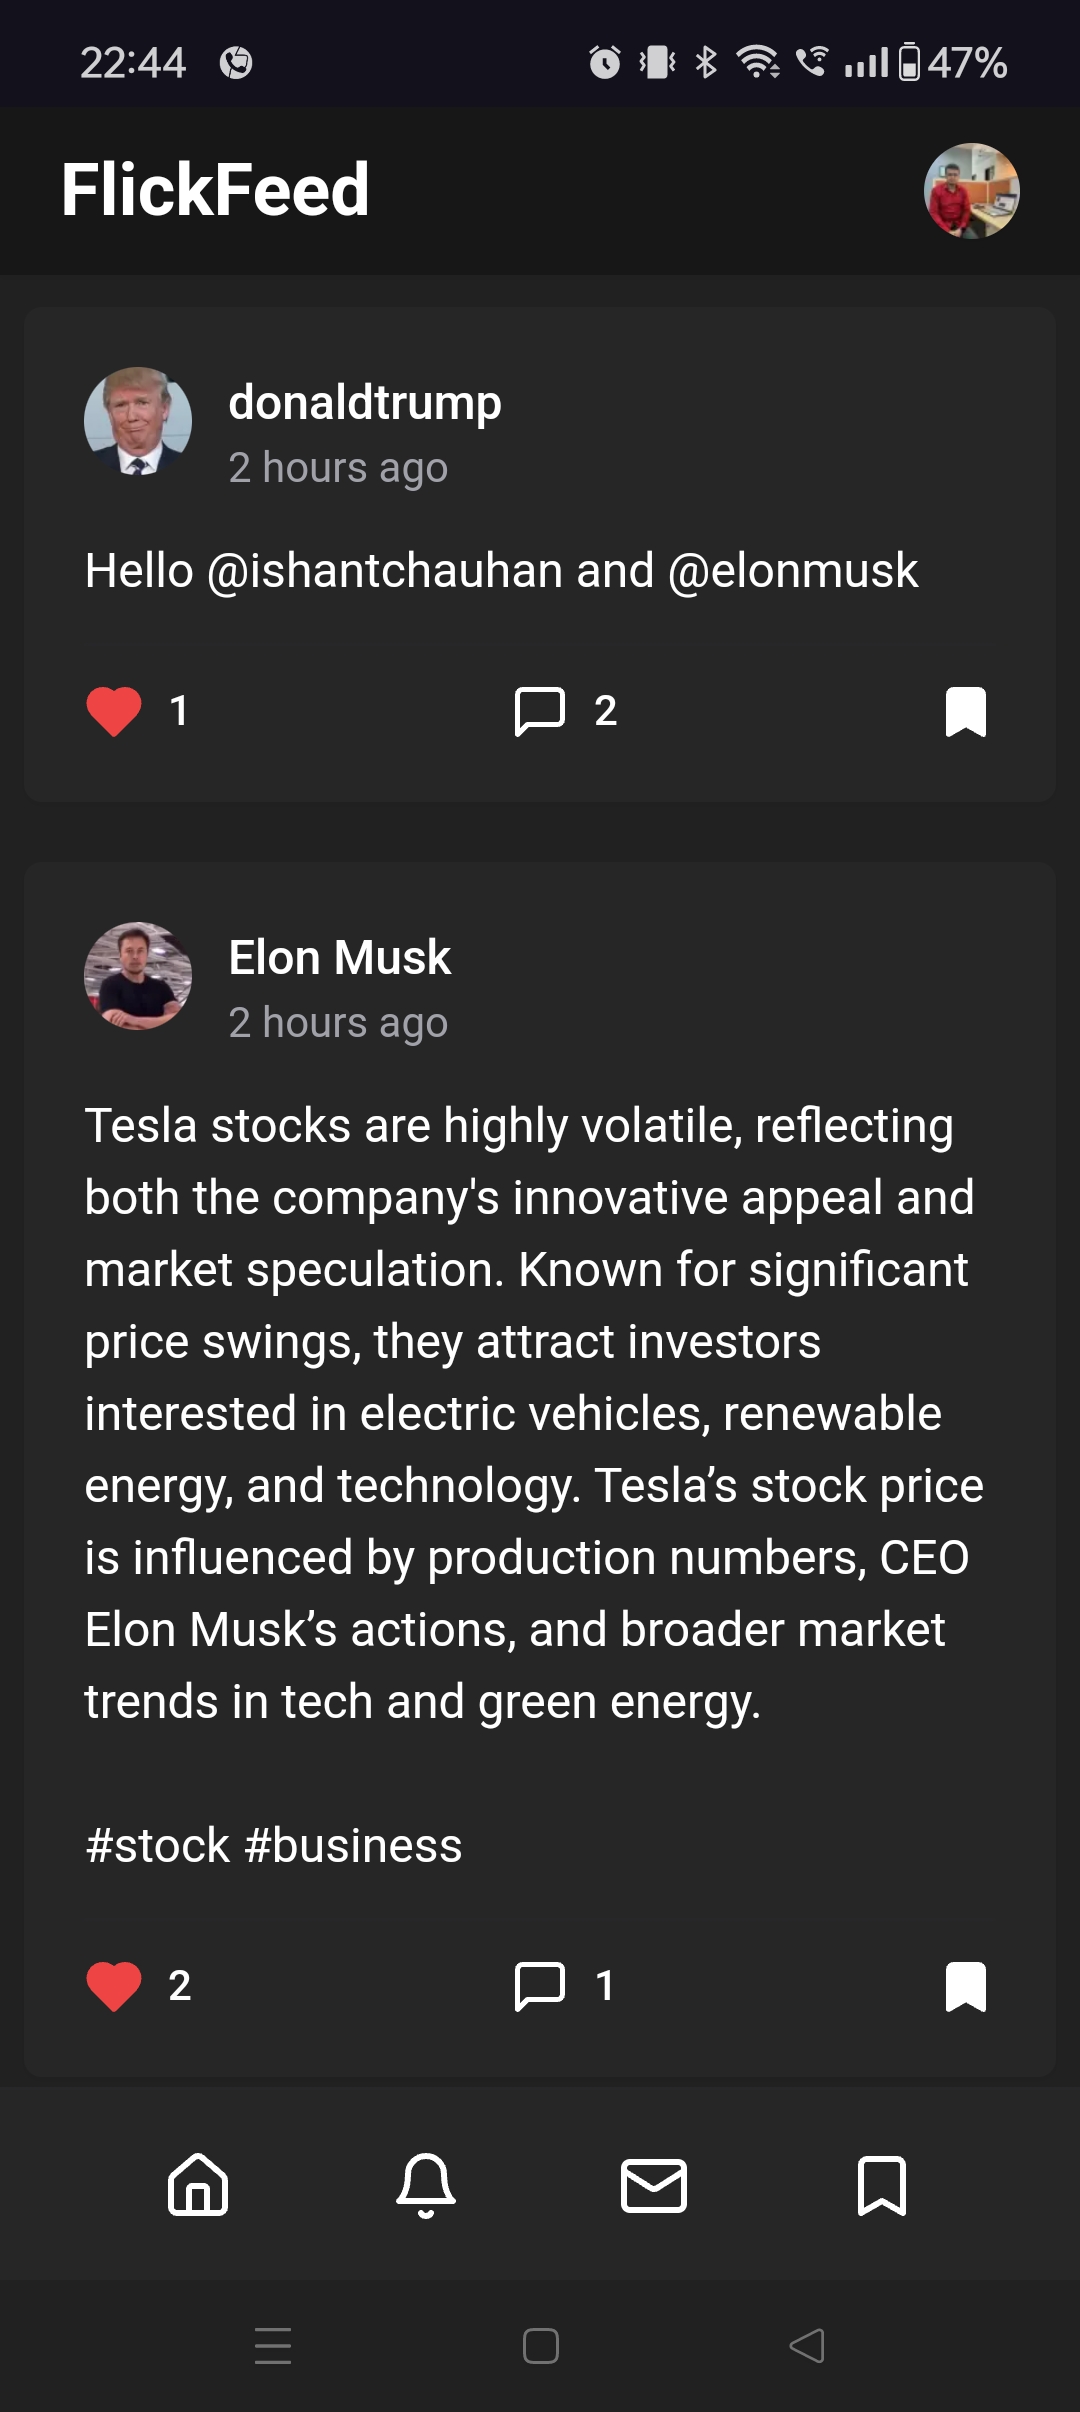 22:44 47%
FlickFeed
donaldtrump
2 hours ago
Hello @ishantchauhan and @elonmusk
1 2
Elon Musk
2 hours ago
Tesla stocks are highly volatile, reflecting
both the company's innovative appeal and
market speculation. Known for significant
price swings, they attract investors
interested in electric vehicles, renewable
energy, and technology. Tesla’s stock price
is influenced by production numbers, CEO
Elon Musk’s actions, and broader market
trends in tech and green energy.
#stock #business
2 1